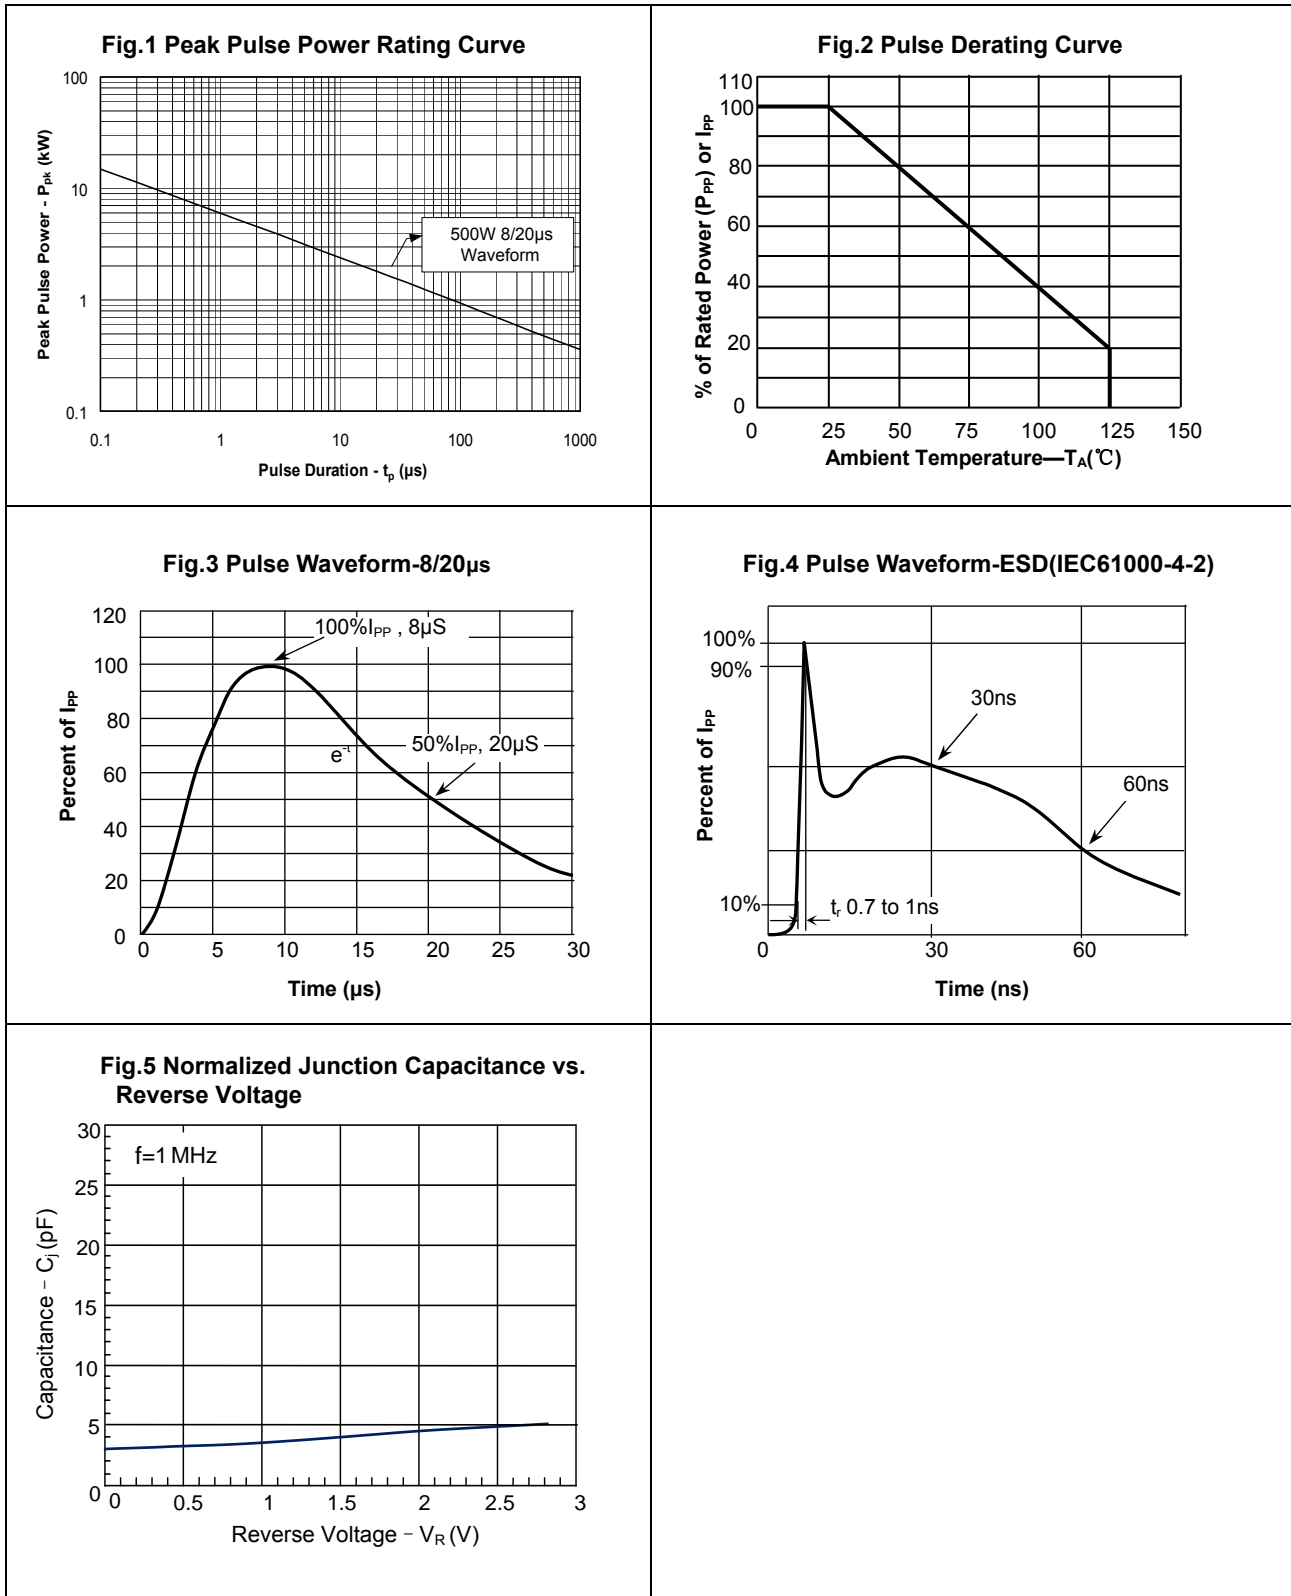 Fig.1 Peak Pulse Power Rating Curve
Peak Pulse Power - Ppk (kW)
100
10
1
0.1
500W 8/20µs
Waveform
0.1 1 10 100 1000
Pulse Duration - tp (µs)
Fig.2 Pulse Derating Curve
% of Rated Power (PPP) or IPP
110
100
80
60
40
20
0
0 25 50 75 100 125 150
Ambient Temperature—TA(℃)
Fig.3 Pulse Waveform-8/20µs
Percent of IPP
120
100
80
60
40
20
0
100%IPP , 8µS
e-t
50%IPP, 20µS
0 5 10 15 20 25 30
Time (µs)
Fig.4 Pulse Waveform-ESD(IEC61000-4-2)
Percent of IPP
100%
90%
10%
30ns
60ns
tr 0.7 to 1ns
0 30 60
Time (ns)
Fig.5 Normalized Junction Capacitance vs.
Reverse Voltage
Capacitance - Cj (pF)
30
25
20
15
10
5
0
f=1 MHz
0 0.5 1 1.5 2 2.5 3
Reverse Voltage - VR (V)